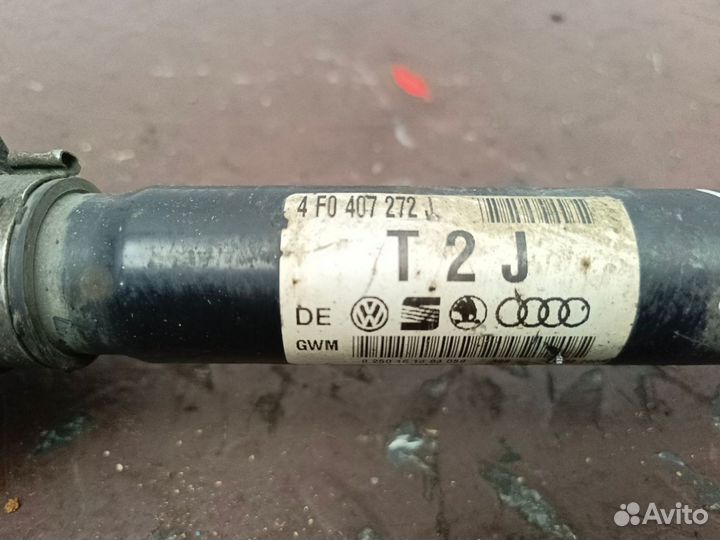 4 F0 407 272 J
T 2 J
DE
GWM
Avito